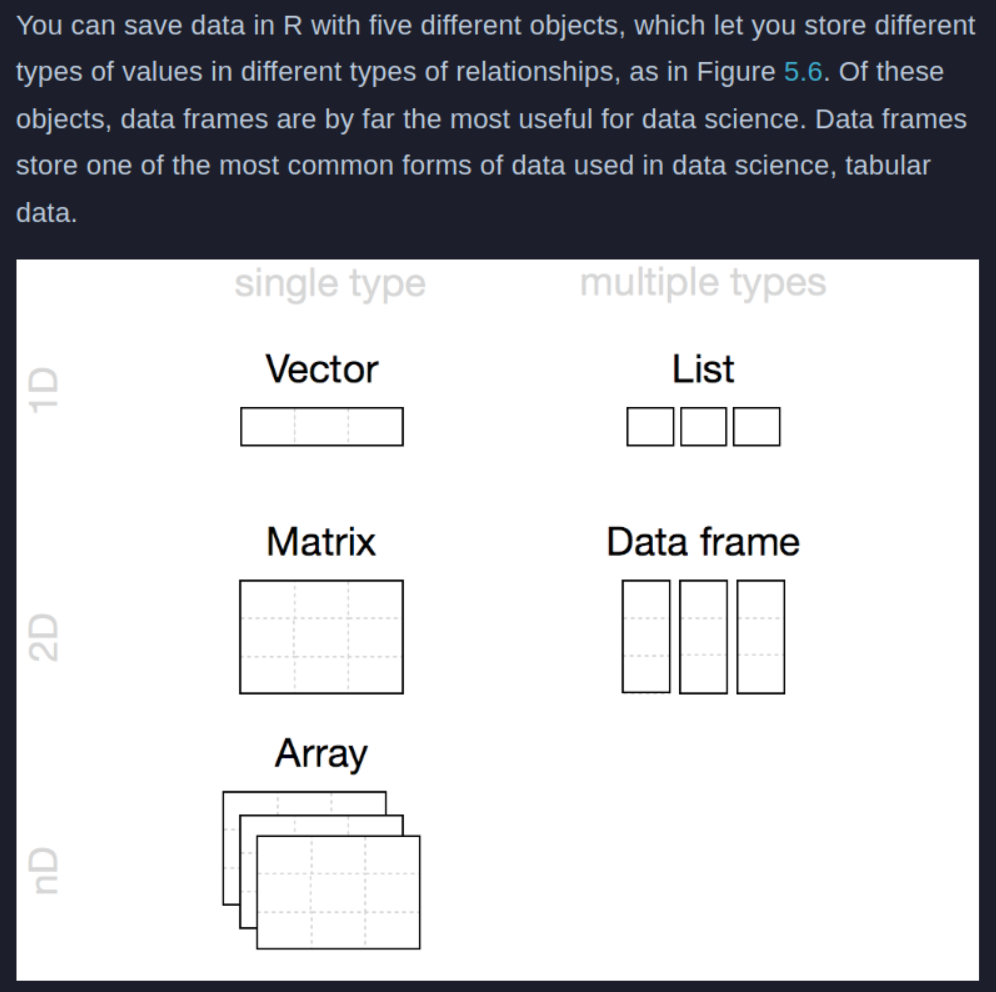 You can save data in R with five different objects, which let you store different
types of values in different types of relationships, as in Figure 5.6. Of these
objects, data frames are by far the most useful for data science. Data frames
store one of the most common forms of data used in data science, tabular
data.
single type multiple types
1D
Vector List
2D
Matrix Data frame
nD
Array